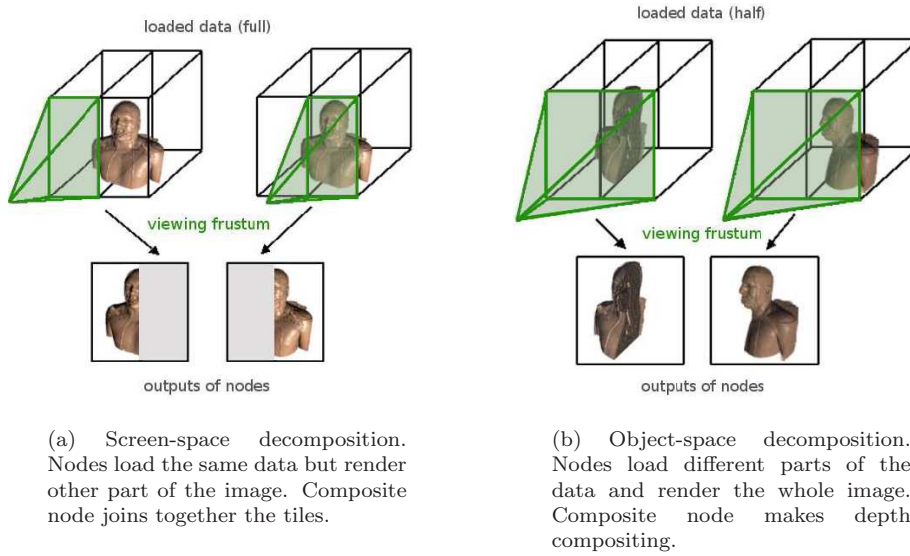 loaded data (full)
viewing frustum
outputs of nodes
(a) Screen-space decomposition.
Nodes load the same data but render
other part of the image. Composite
node joins together the tiles.
loaded data (half)
viewing frustum
outputs of nodes
(b) Object-space decomposition.
Nodes load different parts of the
data and render the whole image.
Composite node makes depth
compositing.